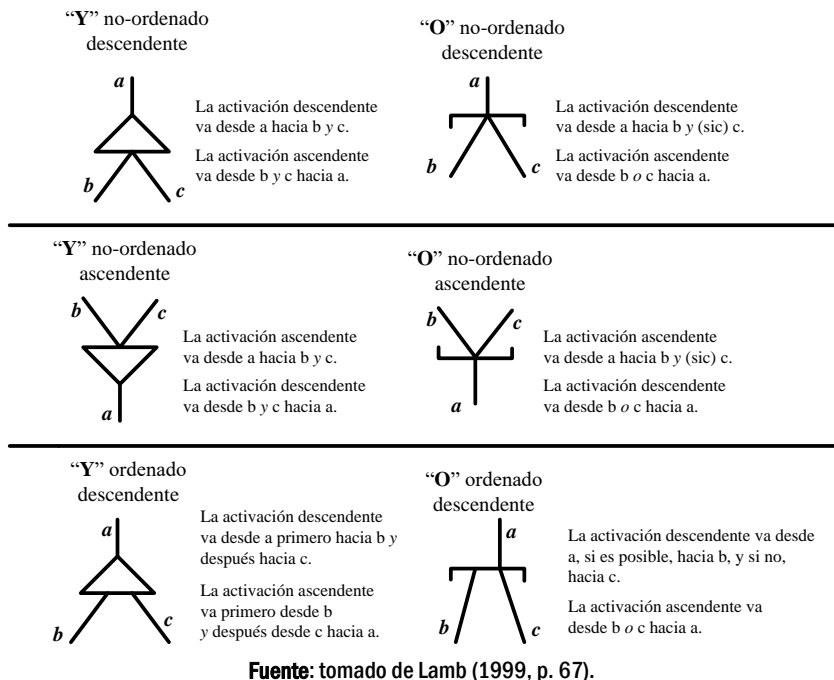 “Y” no-ordenado
descendente
a
b
c
La activación descendente
va desde a hacia b y c.
La activación ascendente
va desde b y c hacia a.
“O” no-ordenado
descendente
a
b
c
La activación descendente
va desde a hacia b y (sic) c.
La activación ascendente
va desde b o c hacia a.
“Y” no-ordenado
ascendente
b
c
a
La activación ascendente
va desde a hacia b y c.
La activación descendente
va desde b y c hacia a.
“O” no-ordenado
ascendente
b
c
a
La activación ascendente
va desde a hacia b y (sic) c.
La activación descendente
va desde b o c hacia a.
“Y” ordenado
descendente
a
b
c
La activación descendente
va desde a primero hacia b y
después hacia c.
La activación ascendente
va primero desde b
y después desde c hacia a.
“O” ordenado
descendente
a
b
c
La activación descendente va desde
a, si es posible, hacia b, y si no,
hacia c.
La activación ascendente va
desde b o c hacia a.
Fuente: tomado de Lamb (1999, p. 67).